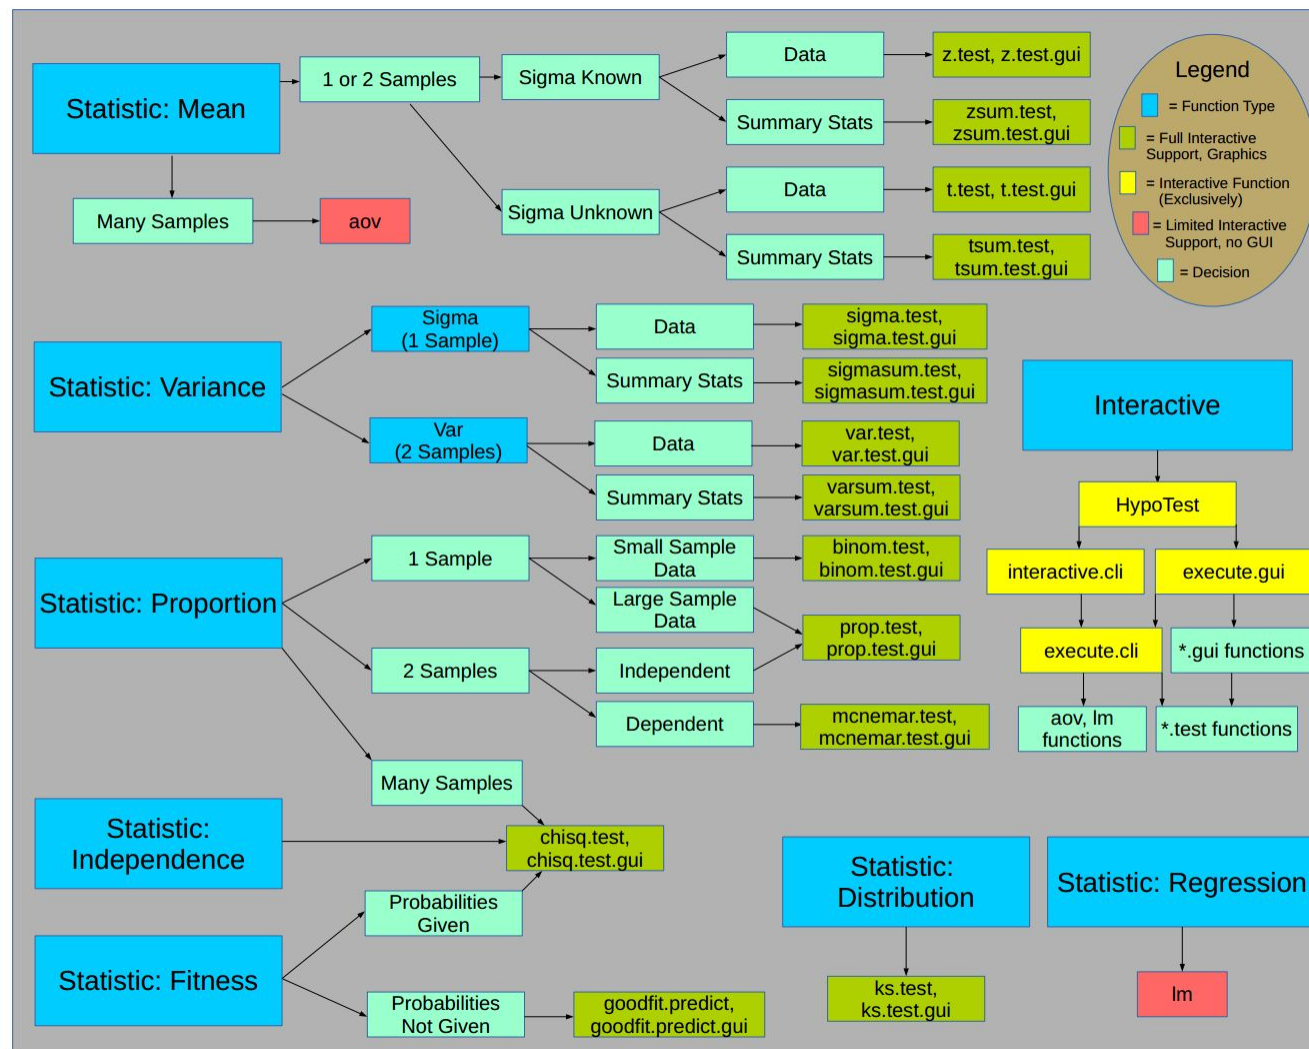 Statistic: Mean
1 or 2 Samples
Sigma Known
Data
z.test, z.test.gui
Summary Stats
zsum.test,
zsum.test.gui
Sigma Unknown
Data
t.test, t.test.gui
Summary Stats
tsum.test,
tsum.test.gui
Many Samples
aov
Legend
= Function Type
= Full Interactive
Support, Graphics
= Interactive Function
(Exclusively)
= Limited Interactive
Support, no GUI
= Decision
Statistic: Variance
Sigma
(1 Sample)
Data
sigma.test,
sigma.test.gui
Summary Stats
sigmasum.test,
sigmasum.test.gui
Var
(2 Samples)
Data
var.test,
var.test.gui
Summary Stats
varsum.test,
varsum.test.gui
Statistic: Proportion
1 Sample
Small Sample
Data
binom.test,
binom.test.gui
Large Sample
Data
prop.test,
prop.test.gui
2 Samples
Independent
Dependent
mcnemar.test,
mcnemar.test.gui
Many Samples
Interactive
HypoTest
interactive.cli
execute.gui
execute.cli
*.gui functions
aov, lm
functions
*.test functions
Statistic:
Independence
chisq.test,
chisq.test.gui
Statistic: Fitness
Probabilities
Given
Probabilities
Not Given
goodfit.predict,
goodfit.predict.gui
Statistic:
Distribution
ks.test,
ks.test.gui
Statistic: Regression
lm